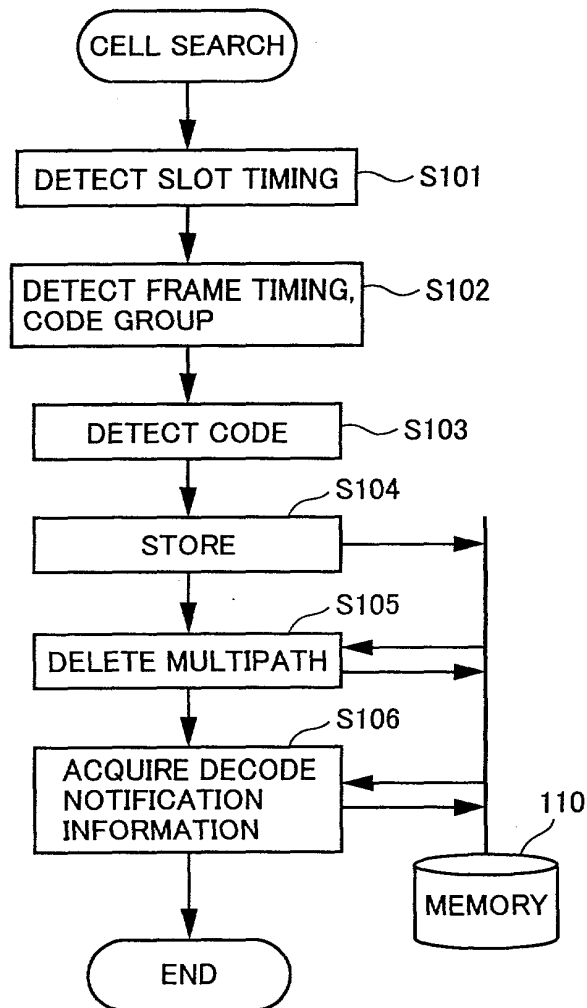 CELL SEARCH
DETECT SLOT TIMING
S101
DETECT FRAME TIMING,
CODE GROUP
S102
DETECT CODE
S103
S104
STORE
S105
DELETE MULTIPATH
S106
ACQUIRE DECODE
NOTIFICATION
INFORMATION
110
MEMORY
END